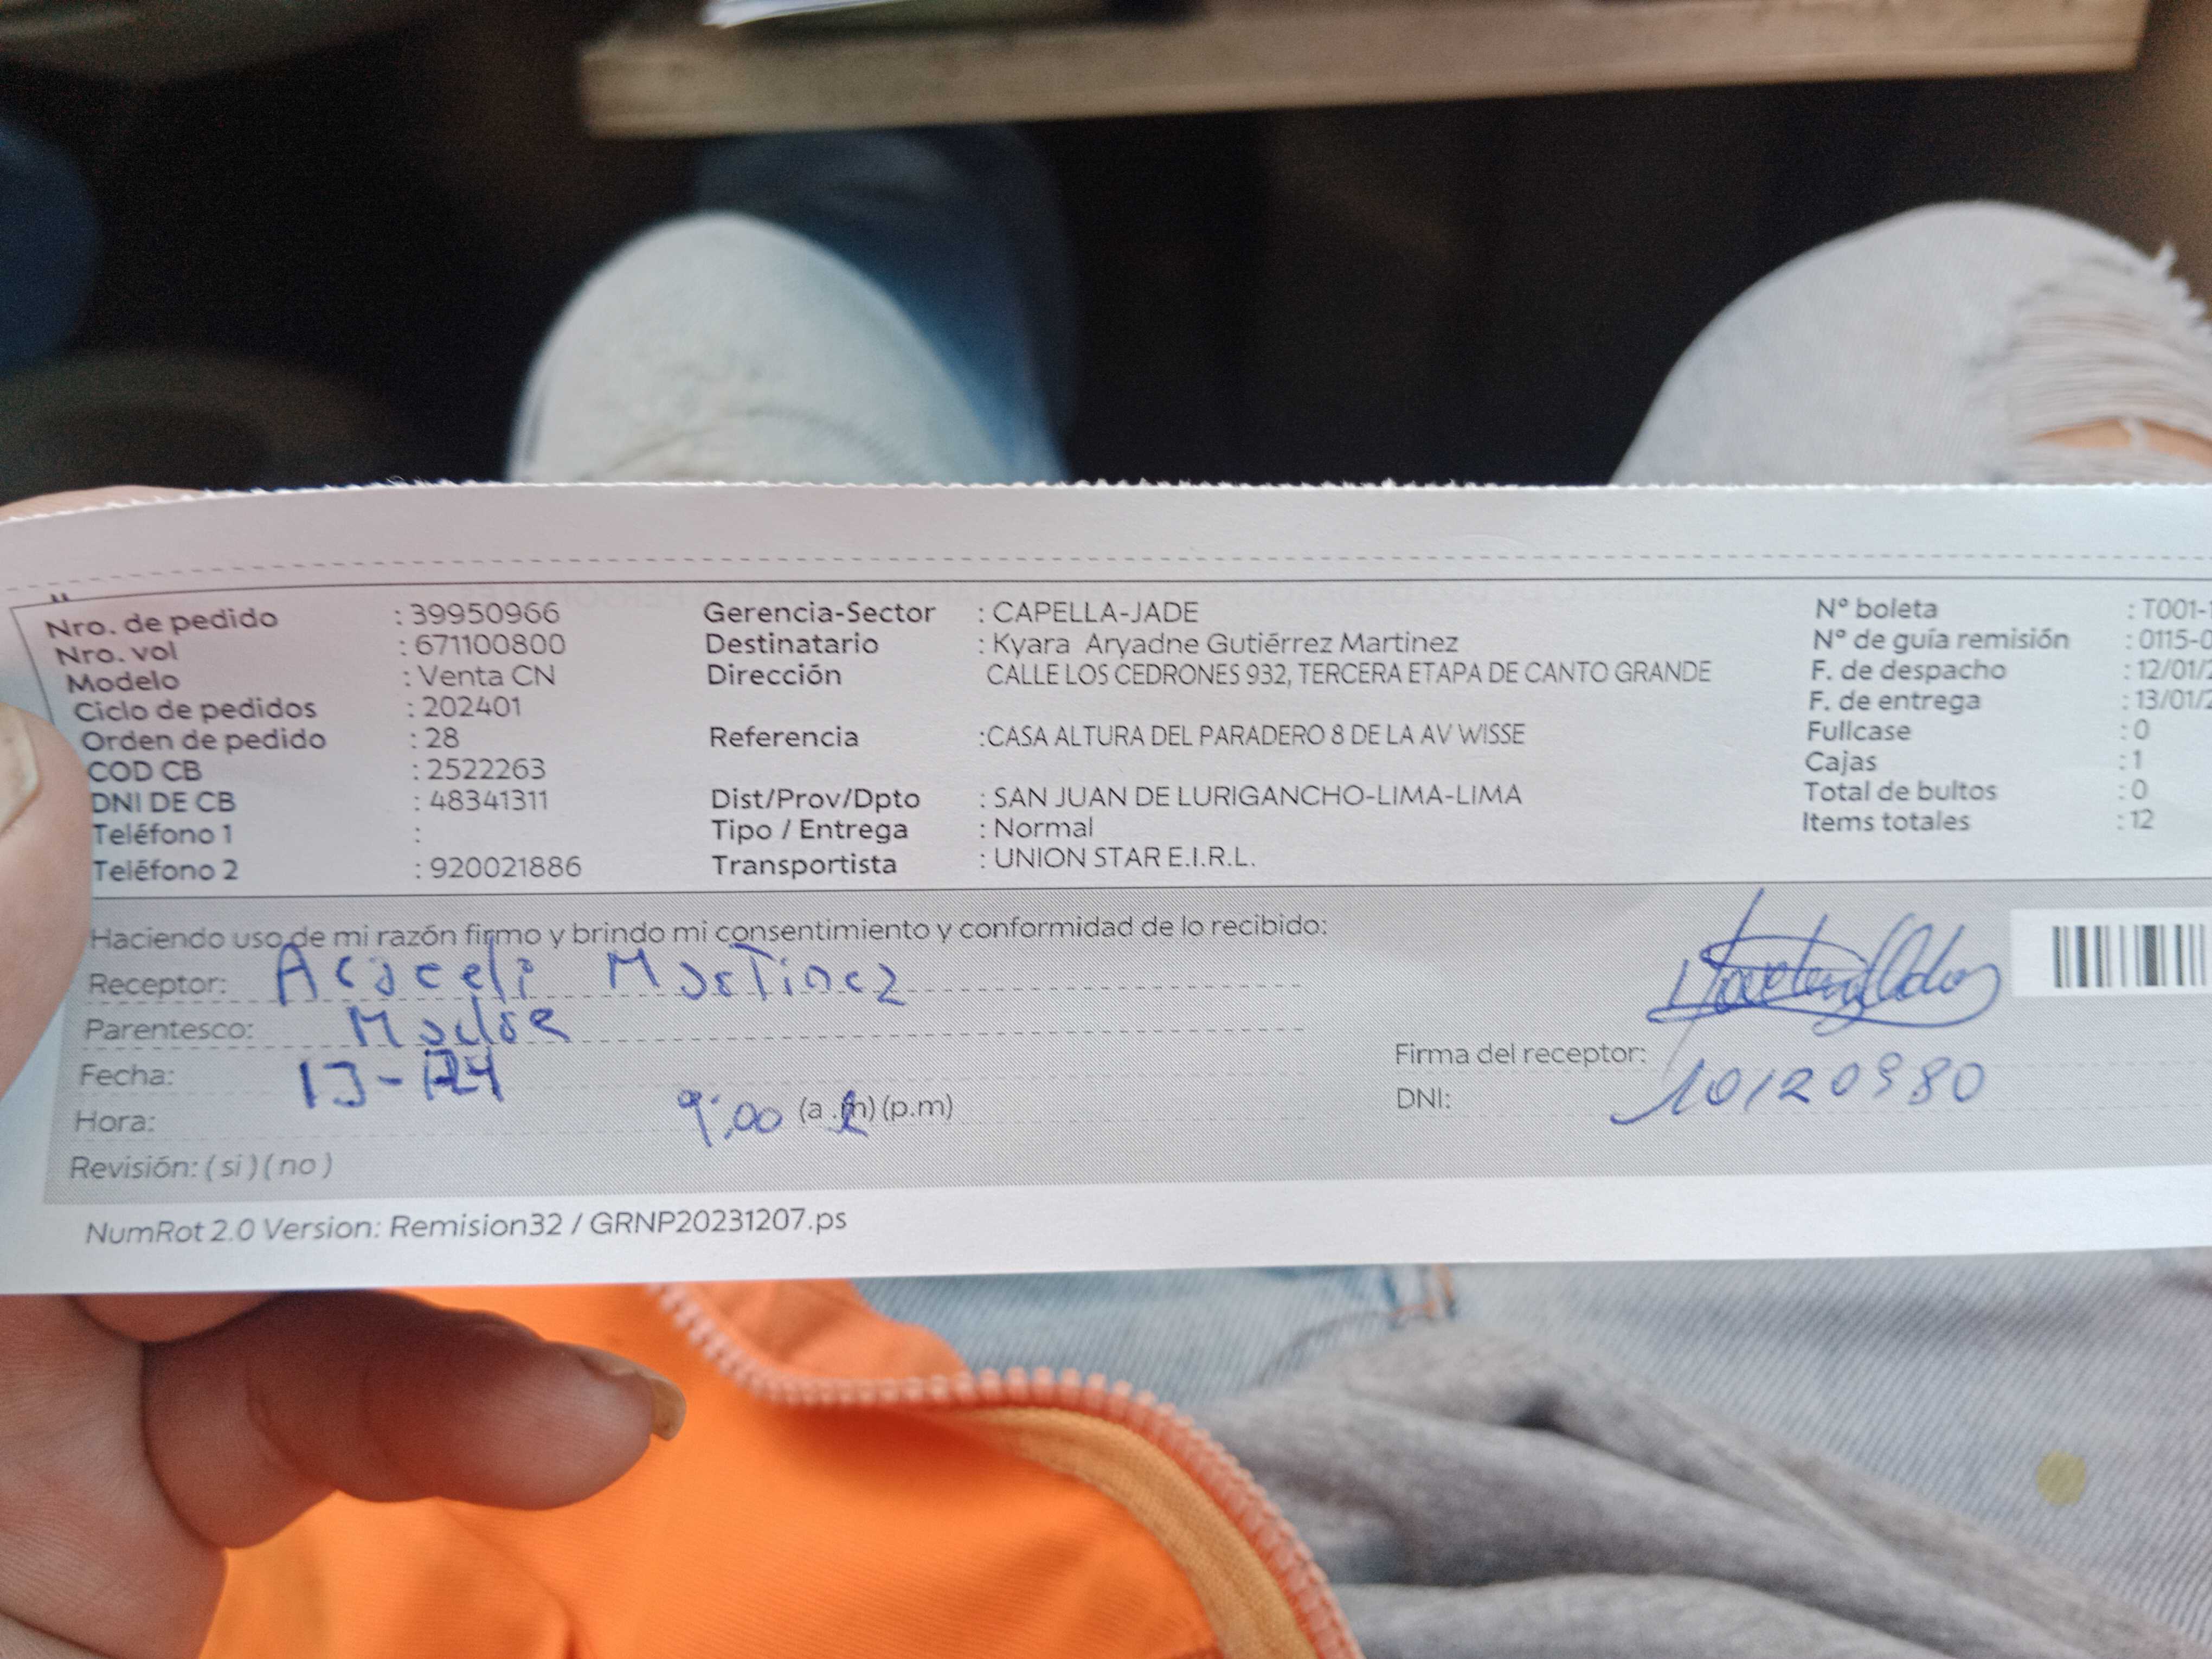 Nro. de pedido : 39950966 Gerencia-Sector : CAPELLA-JADE Nº boleta : T001-
Nro. vol : 671100800 Destinatario : Kyara Aryadne Gutiérrez Martinez Nº de guía remisión : 0115-0
Modelo : Venta CN Dirección CALLE LOS CEDRONES 932, TERCERA ETAPA DE CANTO GRANDE F. de despacho : 12/01/2
Ciclo de pedidos : 202401 F. de entrega : 13/01/2
Orden de pedido : 28 Referencia :CASA ALTURA DEL PARADERO 8 DE LA AV WISSE Fullcase : 0
COD CB : 2522263 Cajas : 1
DNI DE CB : 48341311 Dist/Prov/Dpto : SAN JUAN DE LURIGANCHO-LIMA-LIMA Total de bultos : 0
Teléfono 1 : Tipo / Entrega : Normal Items totales : 12
Teléfono 2 : 920021886 Transportista : UNION STAR E.I.R.L.
Haciendo uso de mi razón firmo y brindo mi consentimiento y conformidad de lo recibido:
Receptor: Araceli Martinez
Parentesco: Madre
Fecha: 13- Firma del receptor:
Hora: 9:00 (a.m) (p.m) DNI: 10120980
Revisión: ( si ) ( no )
NumRot 2.0 Version: Remision32 / GRNP20231207.ps